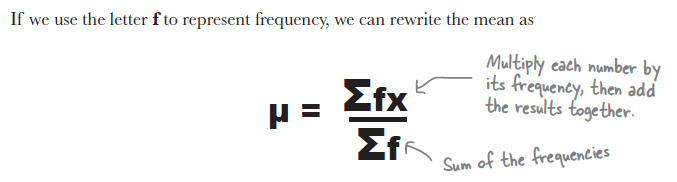 If we use the letter f to represent frequency, we can rewrite the mean as
Multiply each number by
its frequency, then add
the results together.
μ = Σfx
Σf
Sum of the frequencies